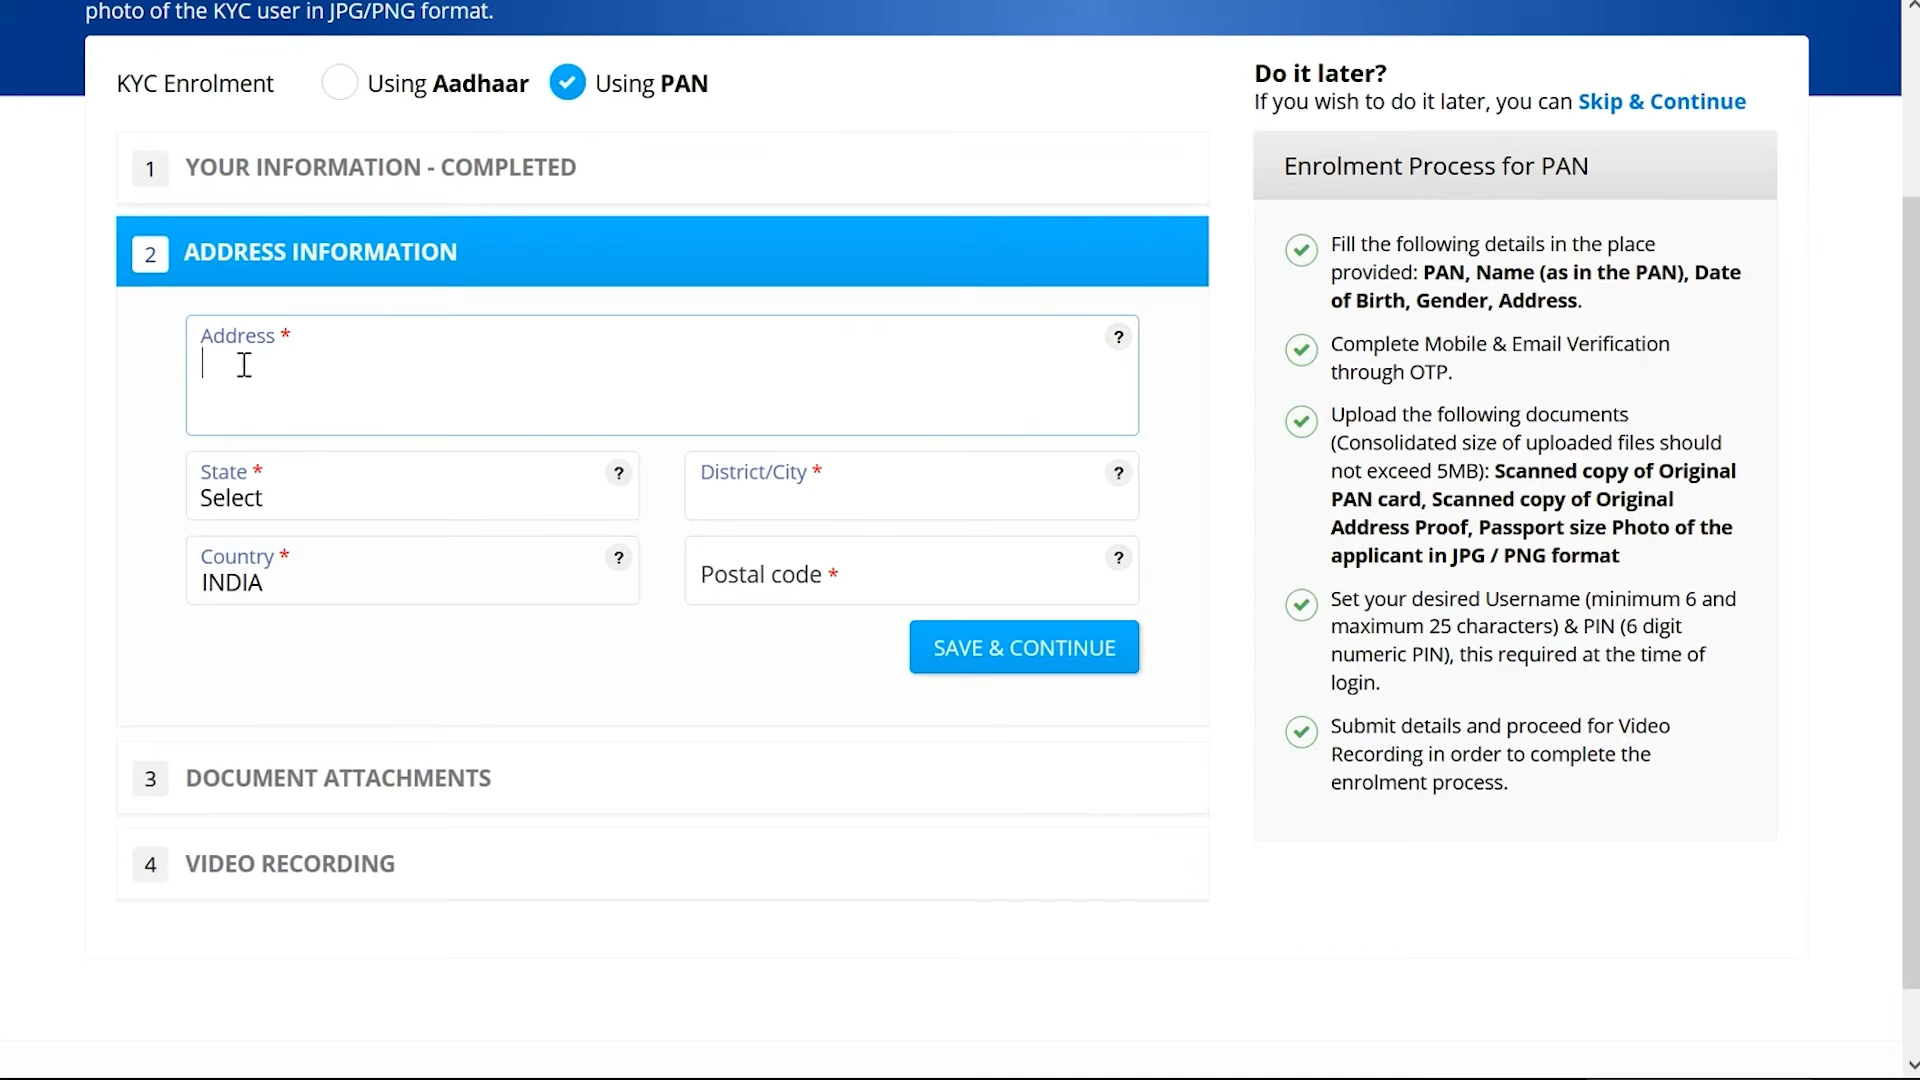 photo of the KYC user in JPG/PNG format.
KYC Enrolment Using Aadhaar Using PAN
1 YOUR INFORMATION - COMPLETED
2 ADDRESS INFORMATION
Address * ?
State * ? District/City * ?
Select
Country * ? Postal code * ?
INDIA
SAVE & CONTINUE
3 DOCUMENT ATTACHMENTS
4 VIDEO RECORDING
Do it later?
If you wish to do it later, you can Skip & Continue
Enrolment Process for PAN
Fill the following details in the place
provided: PAN, Name (as in the PAN), Date
of Birth, Gender, Address.
Complete Mobile & Email Verification
through OTP.
Upload the following documents
(Consolidated size of uploaded files should
not exceed 5MB): Scanned copy of Original
PAN card, Scanned copy of Original
Address Proof, Passport size Photo of the
applicant in JPG / PNG format
Set your desired Username (minimum 6 and
maximum 25 characters) & PIN (6 digit
numeric PIN), this required at the time of
login.
Submit details and proceed for Video
Recording in order to complete the
enrolment process.